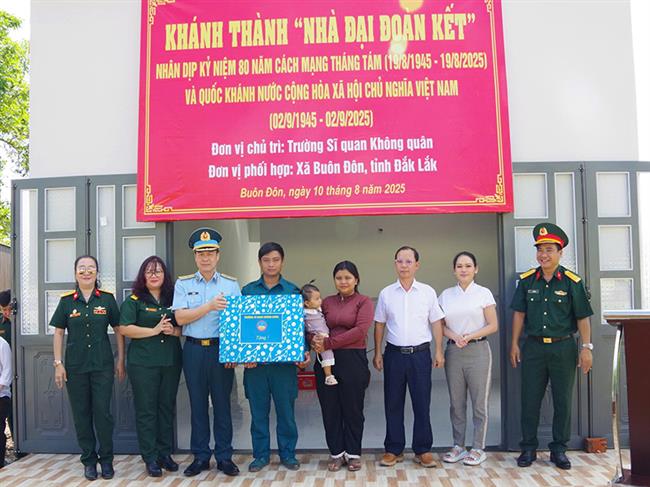 KHÁNH THÀNH "NHÀ ĐẠI ĐOÀN KẾT"
NHÂN DỊP KỶ NIỆM 80 NĂM CÁCH MẠNG THÁNG TÁM (19/8/1945 - 19/8/2025)
VÀ QUỐC KHÁNH NƯỚC CỘNG HÒA XÃ HỘI CHỦ NGHĨA VIỆT NAM
(02/9/1945 - 02/9/2025)
Đơn vị chủ trì: Trường Sĩ quan Không quân
Đơn vị phối hợp: Xã Buôn Đôn, tỉnh Đắk Lắk
Buôn Đôn, ngày 10 tháng 8 năm 2025
Tặng